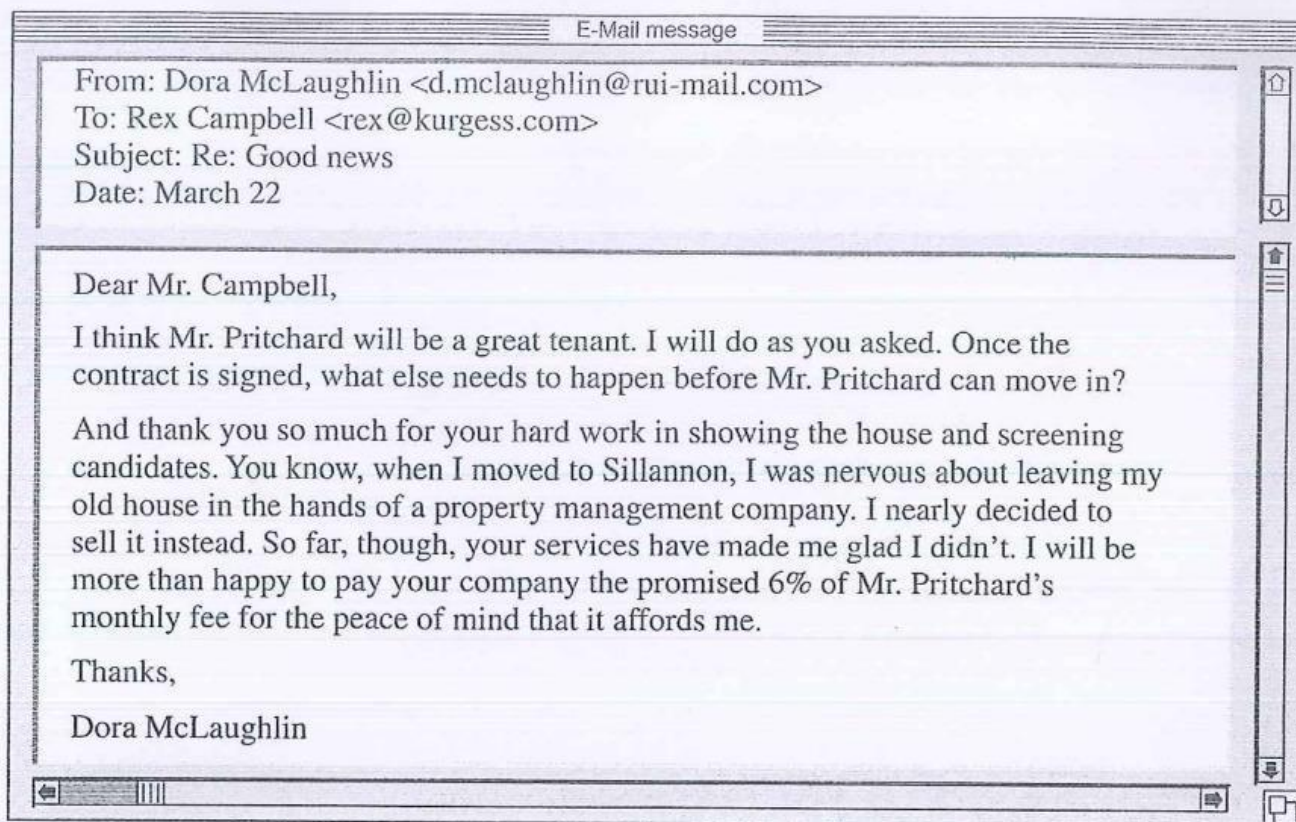 E-Mail message
From: Dora McLaughlin <d.mclaughlin@rui-mail.com>
To: Rex Campbell <rex@kurgess.com>
Subject: Re: Good news
Date: March 22
Dear Mr. Campbell,
I think Mr. Pritchard will be a great tenant. I will do as you asked. Once the
contract is signed, what else needs to happen before Mr. Pritchard can move in?
And thank you so much for your hard work in showing the house and screening
candidates. You know, when I moved to Sillannon, I was nervous about leaving my
old house in the hands of a property management company. I nearly decided to
sell it instead. So far, though, your services have made me glad I didn't. I will be
more than happy to pay your company the promised 6% of Mr. Pritchard's
monthly fee for the peace of mind that it affords me.
Thanks,
Dora McLaughlin